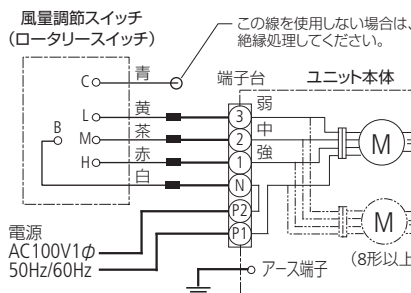 風量調節スイッチ
(ロータリースイッチ)
この線を使用しない場合は、
絶縁処理してください。
C 青
端子台
ユニット本体
L 黄 3 弱
B M 茶 2 中
H 赤 1 強
白 N
P2
P1
M
M
(8形以上
電源
AC100V1φ
50Hz/60Hz
アース端子